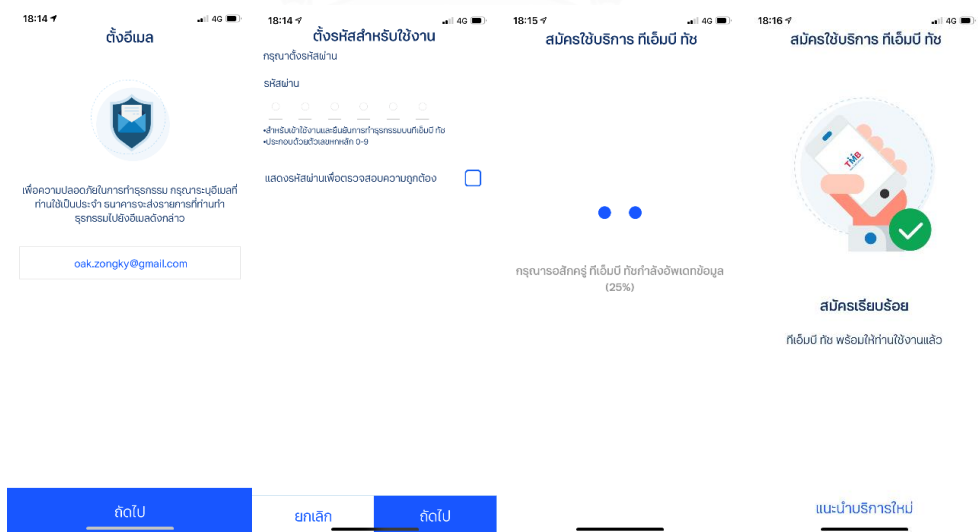 18:14
4G
ตั้งอีเมล
เพื่อความปลอดภัยในการทำธุรกรรม กรุณาระบุอีเมลที่
ท่านใช้เป็นประจำ ธนาคารจะส่งรายการที่ท่านทำ
ธุรกรรมไปยังอีเมลดังกล่าว
oak.zongky@gmail.com
ถัดไป
18:14
4G
ตั้งรหัสสำหรับใช้งาน
กรุณาตั้งรหัสผ่าน
รหัสผ่าน
•สำหรับเข้าใช้งานและยืนยันการทำธุรกรรมบนทีเอ็มบี ทัช
•ประกอบด้วยตัวเลขหกหลัก 0-9
แสดงรหัสผ่านเพื่อตรวจสอบความถูกต้อง
ยกเลิก
ถัดไป
18:15
4G
สมัครใช้บริการ ทีเอ็มบี ทัช
กรุณารอสักครู่ ทีเอ็มบี ทัชกำลังอัพเดทข้อมูล
(25%)
18:16
4G
สมัครใช้บริการ ทีเอ็มบี ทัช
TMB
สมัครเรียบร้อย
ทีเอ็มบี ทัช พร้อมให้ท่านใช้งานแล้ว
แนะนำบริการใหม่